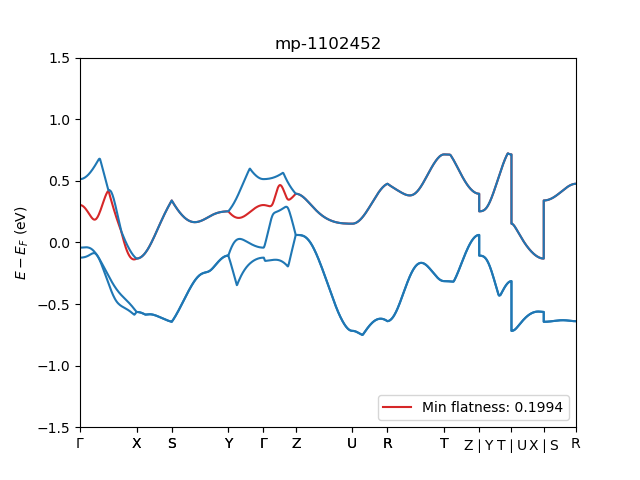 mp-1102452
E − E_F (eV)
1.5
1.0
0.5
0.0
−0.5
−1.0
−1.5
Min flatness: 0.1994
Γ X S Y Γ Z U R T Z | Y T | U X | S R